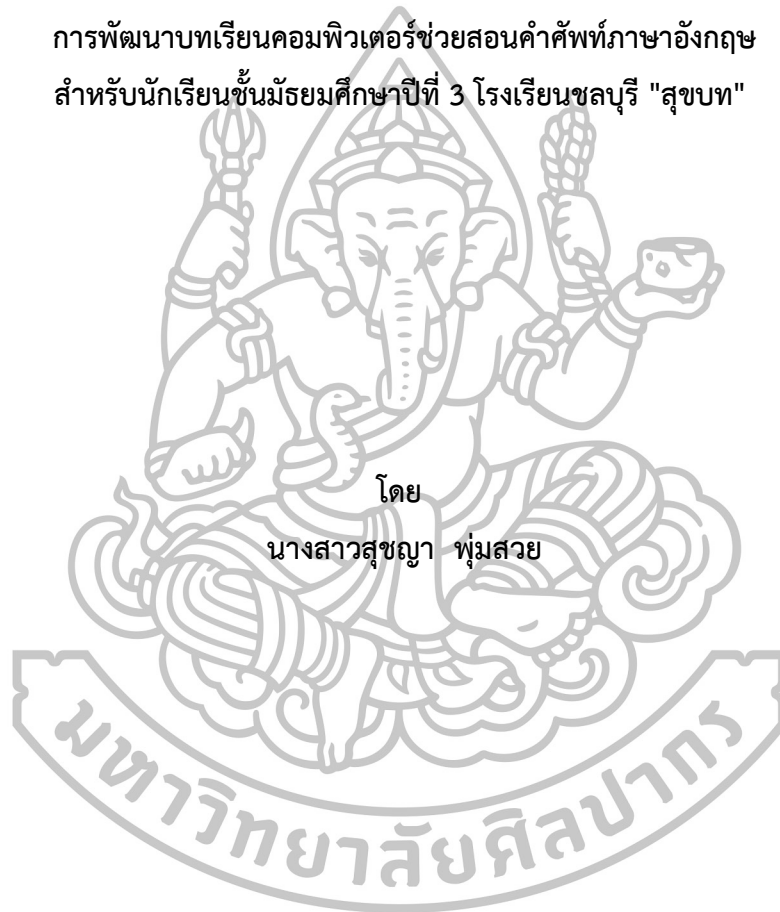 การพัฒนาบทเรียนคอมพิวเตอร์ช่วยสอนคำศัพท์ภาษาอังกฤษ
สำหรับนักเรียนชั้นมัธยมศึกษาปีที่ 3 โรงเรียนชลบุรี "สุขบท"
โดย
นางสาวสุชญา พุ่มสวย
มหาวิทยาลัยศิลปากร